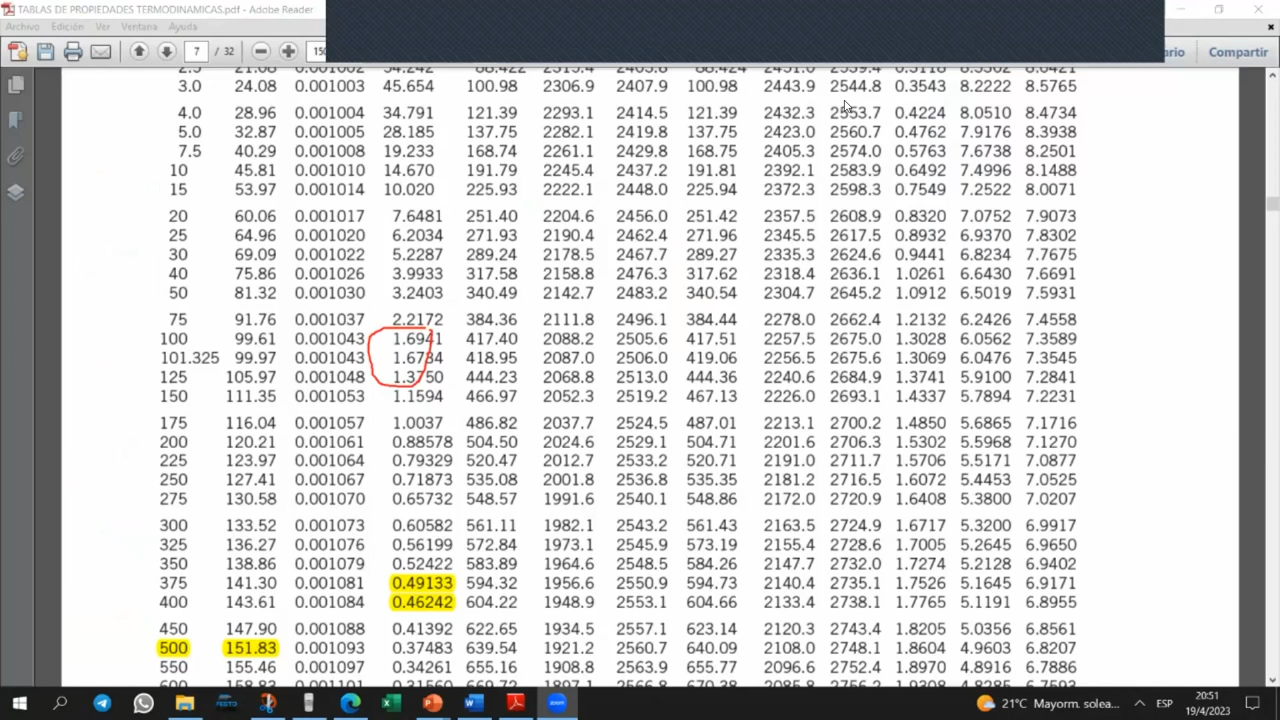 TABLAS DE PROPIEDADES TERMODINAMICAS.pdf - Adobe Reader
Archivo Edición Ver Ventana Ayuda
7 / 32 Compartir
3.0 24.08 0.001003 45.654 100.98 2306.9 2407.9 100.98 2443.9 2544.8 0.3543 8.2222 8.5765
4.0 28.96 0.001004 34.791 121.39 2293.1 2414.5 121.39 2432.3 2553.7 0.4224 8.0510 8.4734
5.0 32.87 0.001005 28.185 137.75 2282.1 2419.8 137.75 2423.0 2560.7 0.4762 7.9176 8.3938
7.5 40.29 0.001008 19.233 168.74 2261.1 2429.8 168.75 2405.3 2574.0 0.5763 7.6738 8.2501
10 45.81 0.001010 14.670 191.79 2245.4 2437.2 191.81 2392.1 2583.9 0.6492 7.4996 8.1488
15 53.97 0.001014 10.020 225.93 2222.1 2448.0 225.94 2372.3 2598.3 0.7549 7.2522 8.0071
20 60.06 0.001017 7.6481 251.40 2204.6 2456.0 251.42 2357.5 2608.9 0.8320 7.0752 7.9073
25 64.96 0.001020 6.2034 271.93 2190.4 2462.4 271.96 2345.5 2617.5 0.8932 6.9370 7.8302
30 69.09 0.001022 5.2287 289.24 2178.5 2467.7 289.27 2335.3 2624.6 0.9441 6.8234 7.7675
40 75.86 0.001026 3.9933 317.58 2158.8 2476.3 317.62 2318.4 2636.1 1.0261 6.6430 7.6691
50 81.32 0.001030 3.2403 340.49 2142.7 2483.2 340.54 2304.7 2645.2 1.0912 6.5019 7.5931
75 91.76 0.001037 2.2172 384.36 2111.8 2496.1 384.44 2278.0 2662.4 1.2132 6.2426 7.4558
100 99.61 0.001043 1.6941 417.40 2088.2 2505.6 417.51 2257.5 2675.0 1.3028 6.0562 7.3589
101.325 99.97 0.001043 1.6734 418.95 2087.0 2506.0 419.06 2256.5 2675.6 1.3069 6.0476 7.3545
125 105.97 0.001048 1.3750 444.23 2068.8 2513.0 444.36 2240.6 2684.9 1.3741 5.9100 7.2841
150 111.35 0.001053 1.1594 466.97 2052.3 2519.2 467.13 2226.0 2693.1 1.4337 5.7894 7.2231
175 116.04 0.001057 1.0037 486.82 2037.7 2524.5 487.01 2213.1 2700.2 1.4850 5.6865 7.1716
200 120.21 0.001061 0.88578 504.50 2024.6 2529.1 504.71 2201.6 2706.3 1.5302 5.5968 7.1270
225 123.97 0.001064 0.79329 520.47 2012.7 2533.2 520.71 2191.0 2711.7 1.5706 5.5171 7.0877
250 127.41 0.001067 0.71873 535.08 2001.8 2536.8 535.35 2181.2 2716.5 1.6072 5.4453 7.0525
275 130.58 0.001070 0.65732 548.57 1991.6 2540.1 548.86 2172.0 2720.9 1.6408 5.3800 7.0207
300 133.52 0.001073 0.60582 561.11 1982.1 2543.2 561.43 2163.5 2724.9 1.6717 5.3200 6.9917
325 136.27 0.001076 0.56199 572.84 1973.1 2545.9 573.19 2155.4 2728.6 1.7005 5.2645 6.9650
350 138.86 0.001079 0.52422 583.89 1964.6 2548.5 584.26 2147.7 2732.0 1.7274 5.2128 6.9402
375 141.30 0.001081 0.49133 594.32 1956.6 2550.9 594.73 2140.4 2735.1 1.7526 5.1645 6.9171
400 143.61 0.001084 0.46242 604.22 1948.9 2553.1 604.66 2133.4 2738.1 1.7765 5.1191 6.8955
450 147.90 0.001088 0.41392 622.65 1934.5 2557.1 623.14 2120.3 2743.4 1.8205 5.0356 6.8561
500 151.83 0.001093 0.37483 639.54 1921.2 2560.7 640.09 2108.0 2748.1 1.8604 4.9603 6.8207
550 155.46 0.001097 0.34261 655.16 1908.8 2563.9 655.77 2096.6 2752.4 1.8970 4.8916 6.7886
21°C Mayorm. solea... ESP 20:51
19/4/2023